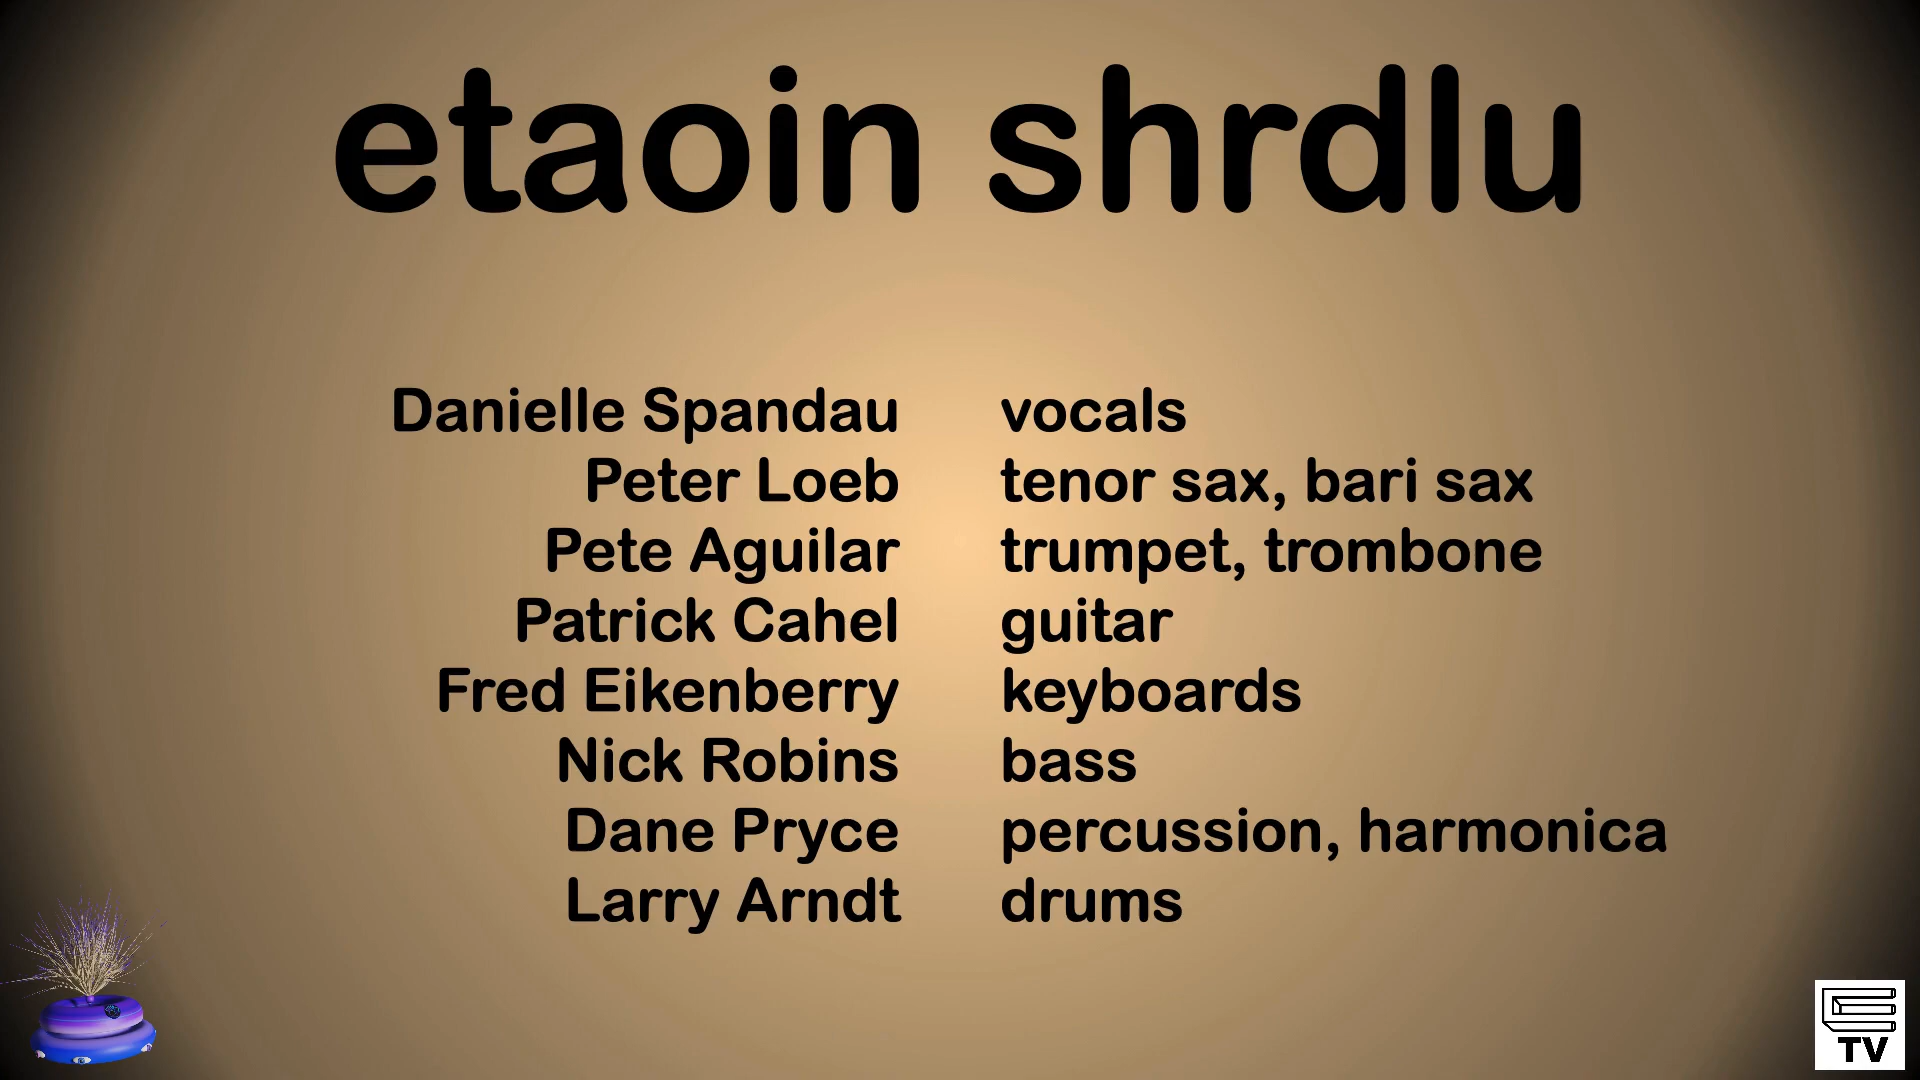 etaoin shrdlu
Danielle Spandau vocals
Peter Loeb tenor sax, bari sax
Pete Aguilar trumpet, trombone
Patrick Cahel guitar
Fred Eikenberry keyboards
Nick Robins bass
Dane Pryce percussion, harmonica
Larry Arndt drums
E
TV